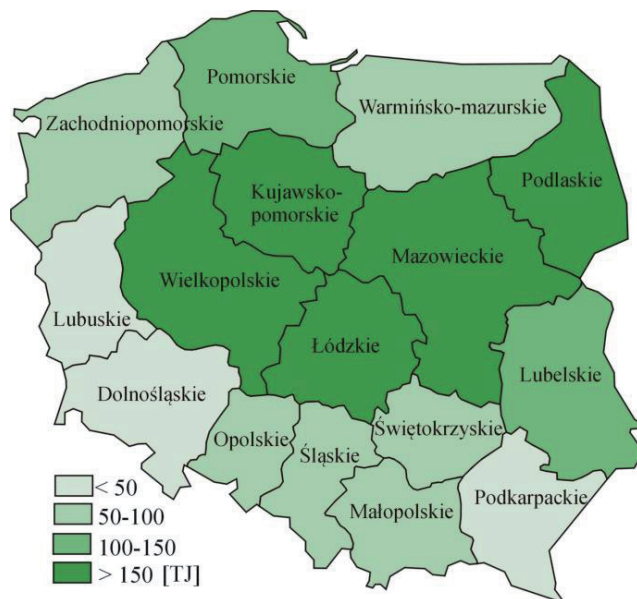 Pomorskie
Warmińsko-mazurskie
Zachodniopomorskie
Podlaskie
Kujawsko-
pomorskie
Mazowieckie
Wielkopolskie
Lubuskie
Łódzkie
Lubelskie
Dolnośląskie
Opolskie
Śląskie
Świętokrzyskie
Podkarpackie
Małopolskie
< 50
50-100
100-150
> 150 [TJ]